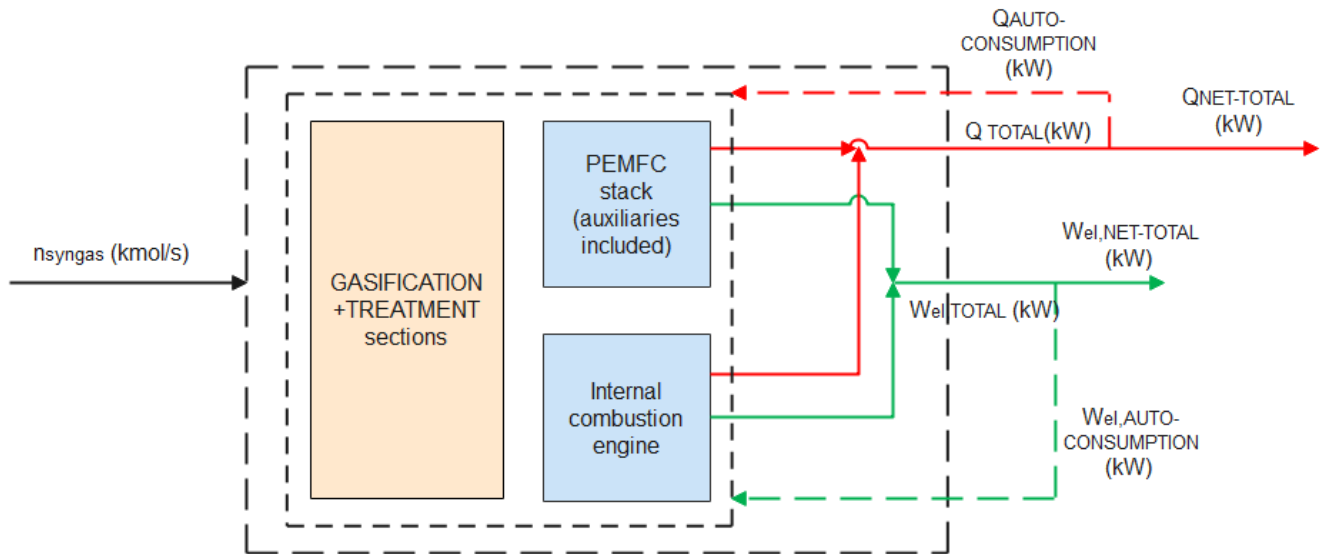 QAUTO-
CONSUMPTION
(kW)
QNET-TOTAL
(kW)
Q TOTAL(kW)
PEMFC
stack
(auxiliaries
included)
nsyngas (kmol/s)
GASIFICATION
+TREATMENT
sections
Wel,NET-TOTAL
(kW)
Wel,TOTAL (kW)
Internal
combustion
engine
Wel,AUTO-
CONSUMPTION
(kW)